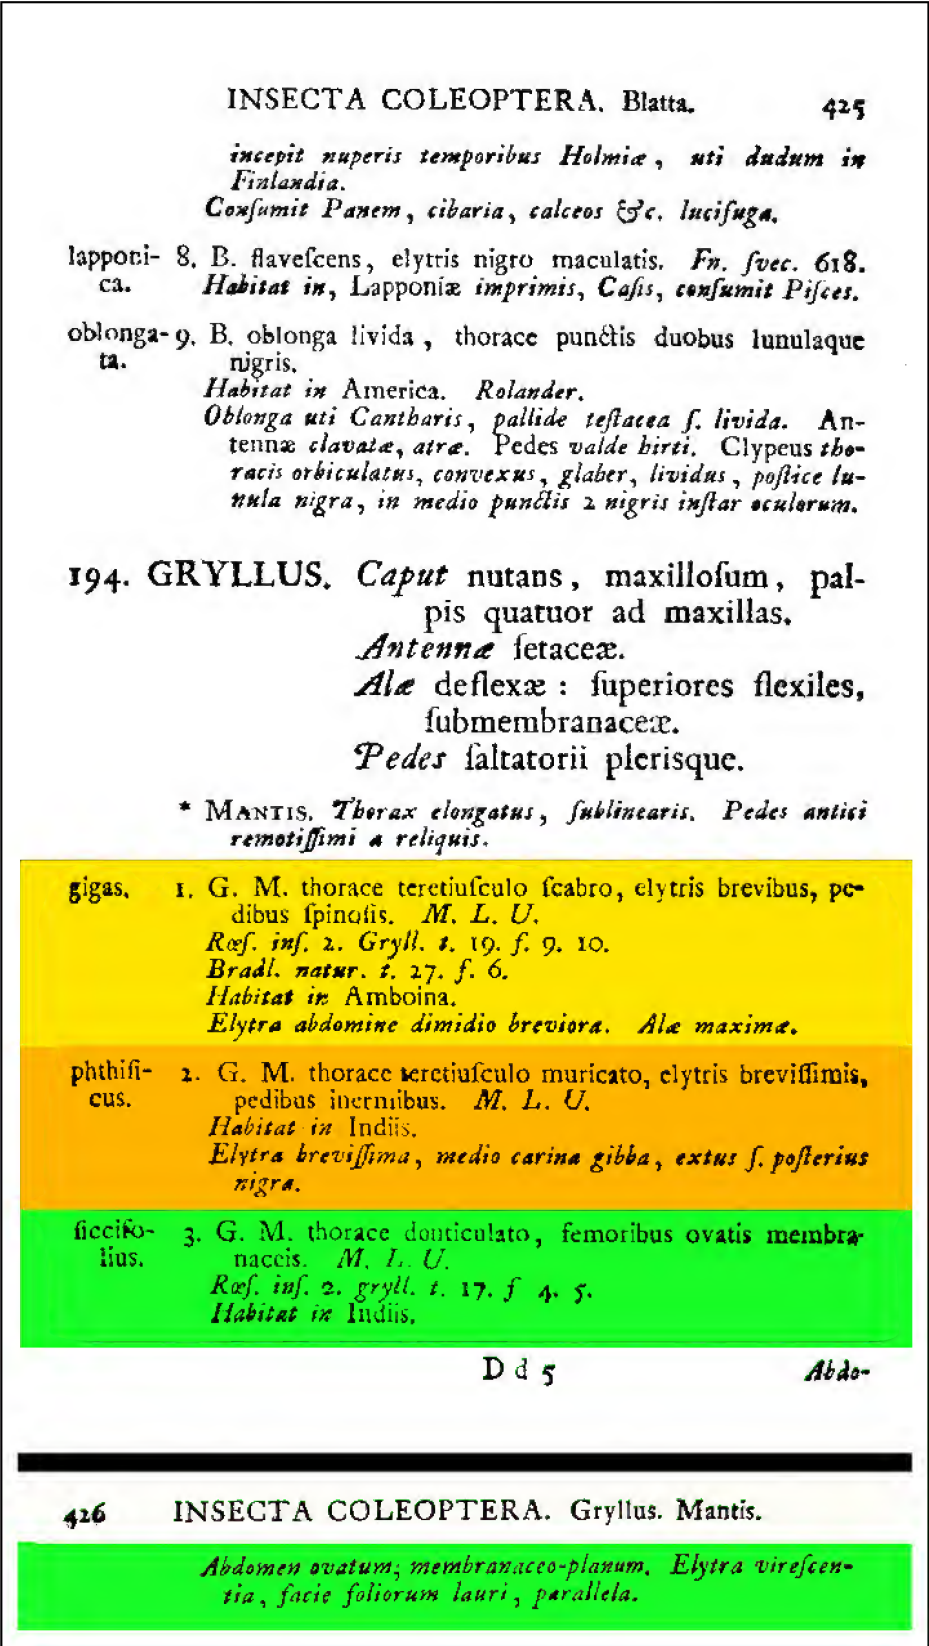 INSECTA COLEOPTERA. Blatta. 425
incepit nuperis temporibus Holmiæ, uti dudum in
Finlandia.
Conſumit Panem, cibaria, calceos &c. lucifuga.
lapponi- 8. B. flaveſcens, elytris nigro maculatis. Fn. ſvec. 618.
ca. Habitat in, Lapponiæ imprimis, Caſis, conſumit Piſces.
oblonga- 9. B. oblonga livida, thorace punctis duobus lunulaque
ta. nigris.
Habitat in America. Rolander.
Oblonga uti Cantharis, pallide teſtacea ſ. livida. An-
tennæ clavatæ, atræ. Pedes valde hirti. Clypeus tho-
racis orbiculatus, convexus, glaber, lividus, poſtice lu-
nula nigra, in medio punctis 2 nigris inſtar oculorum.
194. GRYLLUS. Caput nutans, maxilloſum, pal-
pis quatuor ad maxillas.
Antennæ ſetaceæ.
Alæ deflexæ: ſuperiores flexiles,
ſubmembranaceæ.
Pedes ſaltatorii plerisque.
* MANTIS. Thorax elongatus, ſublinearis. Pedes antici
remotiſſimi a reliquis.
gigas. 1. G. M. thorace teretiuſculo ſcabro, elytris brevibus, pe-
dibus ſpinoſis. M. L. U.
Rœſ. inſ. 2. Gryll. t. 19. f. 9. 10.
Bradl. natur. t. 27. f. 6.
Habitat in Amboina.
Elytra abdomine dimidio breviora. Alæ maximæ.
phthiſi- 2. G. M. thorace teretiuſculo muricato, elytris breviſſimis,
cus. pedibus inermibus. M. L. U.
Habitat in Indiis.
Elytra breviſſima, medio carina gibba, extus ſ. poſterius
nigra.
ſiccifo- 3. G. M. thorace denticulato, femoribus ovatis membra-
lius. naceis. M. L. U.
Rœſ. inſ. 2. gryll. t. 17. f 4. 5.
Habitat in Indiis.
D d 5 Abdo-
426 INSECTA COLEOPTERA. Gryllus. Mantis.
Abdomen ovatum; membranaceo-planum. Elytra vireſcen-
tia, facie foliorum lauri, parallela.